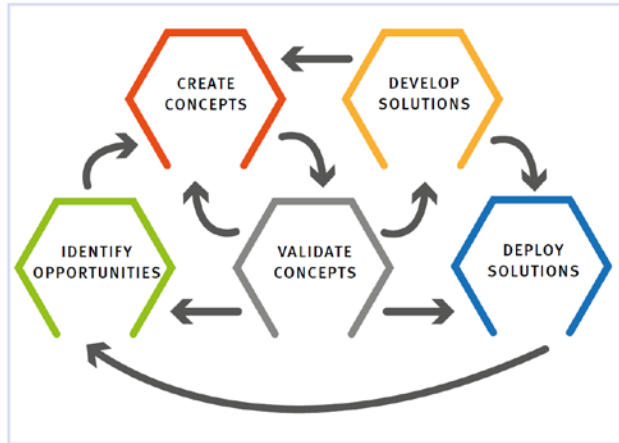 CREATE
CONCEPTS
DEVELOP
SOLUTIONS
IDENTIFY
OPPORTUNITIES
VALIDATE
CONCEPTS
DEPLOY
SOLUTIONS